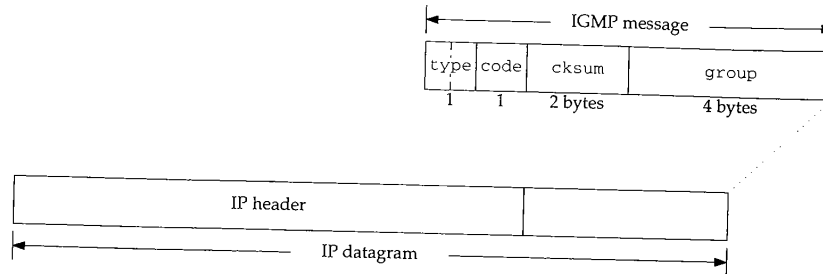 IGMP message
type code cksum group
1 1 2 bytes 4 bytes
IP header
IP datagram